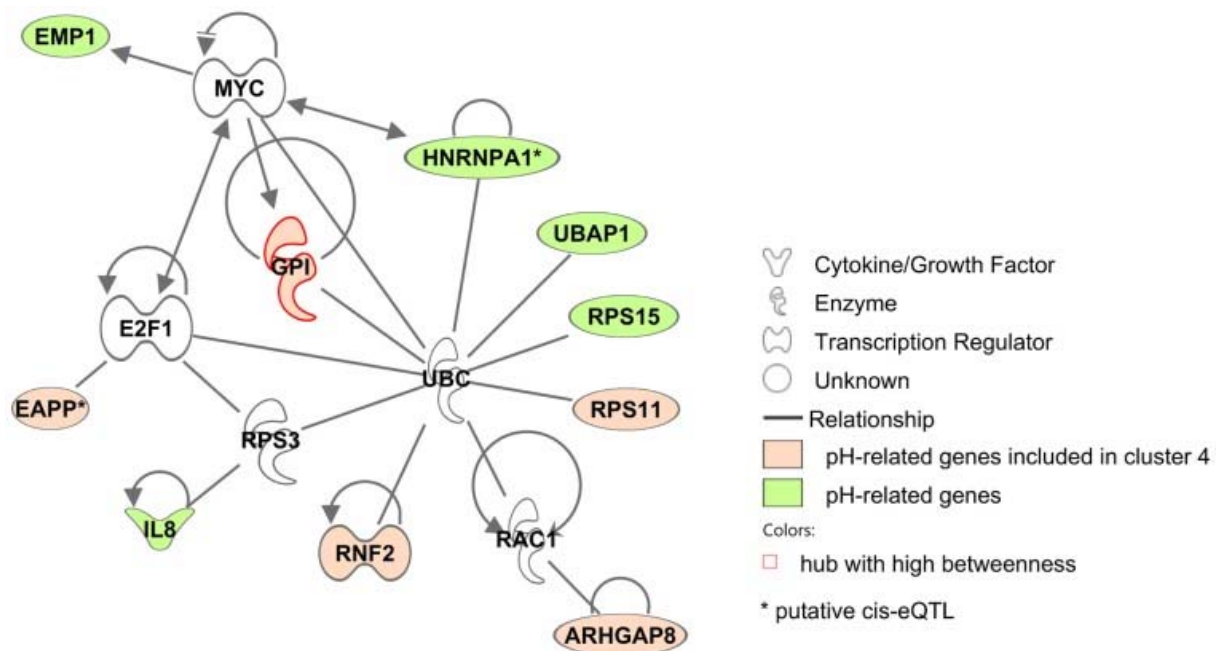 EMP1
MYC
HNRNPA1*
UBAP1
GPI
RPS15
E2F1
UBC
EAPP*
RPS11
RPS3
IL8
RNF2
RAC1
ARHGAP8
Cytokine/Growth Factor
Enzyme
Transcription Regulator
Unknown
Relationship
pH-related genes included in cluster 4
pH-related genes
Colors:
hub with high betweenness
* putative cis-eQTL